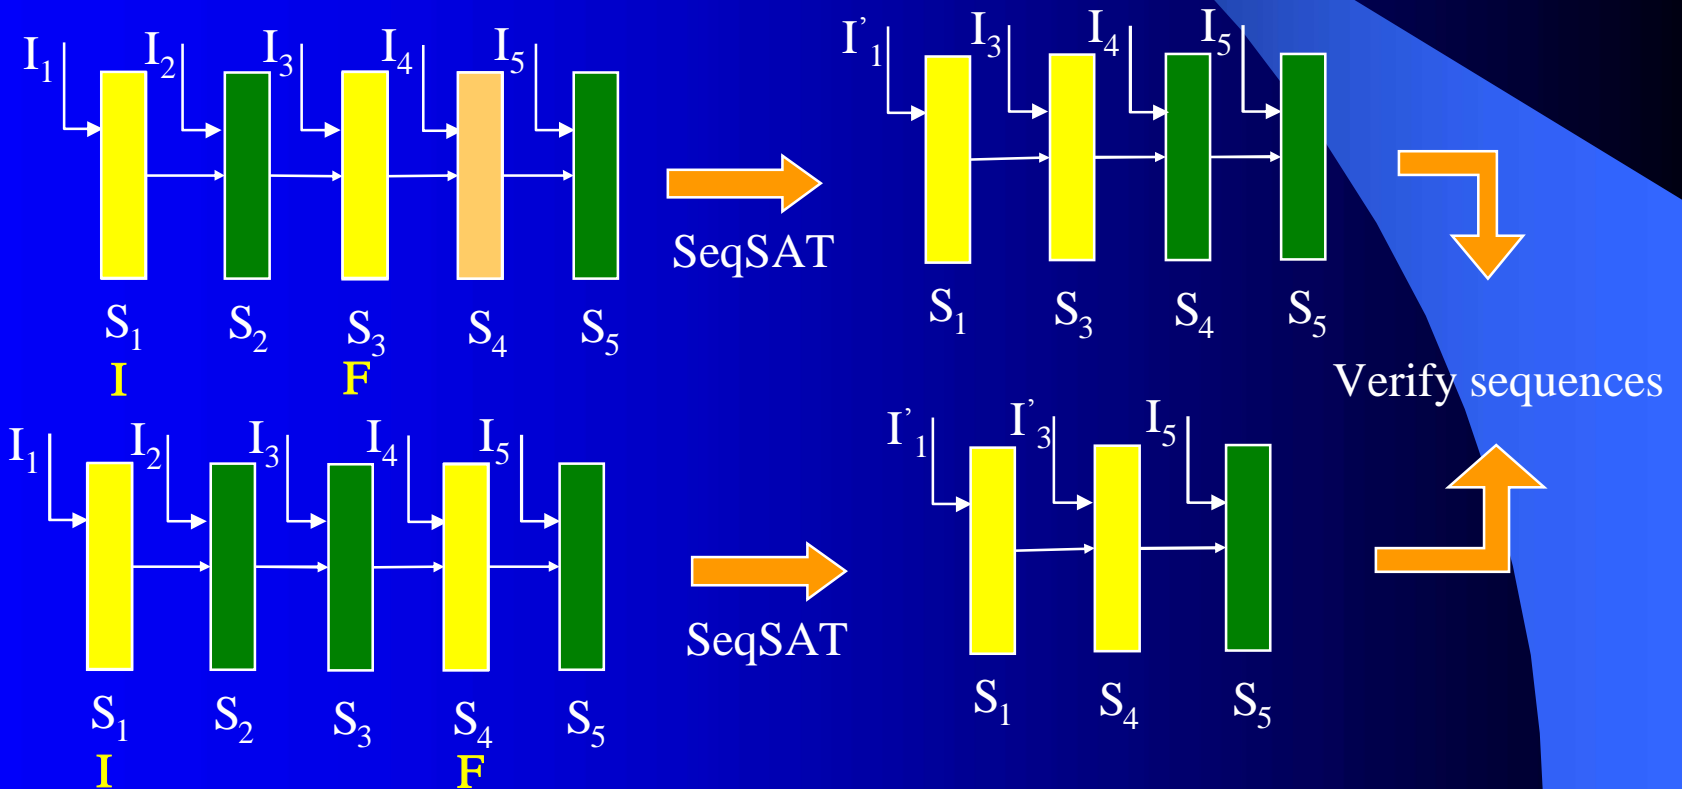 I₁ I₂ I₃ I₄ I₅ I’₁ I₃ I₄ I₅
SeqSAT
S₁ S₂ S₃ S₄ S₅ S₁ S₃ S₄ S₅
I F
Verify sequences
I₁ I₂ I₃ I₄ I₅ I’₁ I’₃ I₅
SeqSAT
S₁ S₂ S₃ S₄ S₅ S₁ S₄ S₅
I F